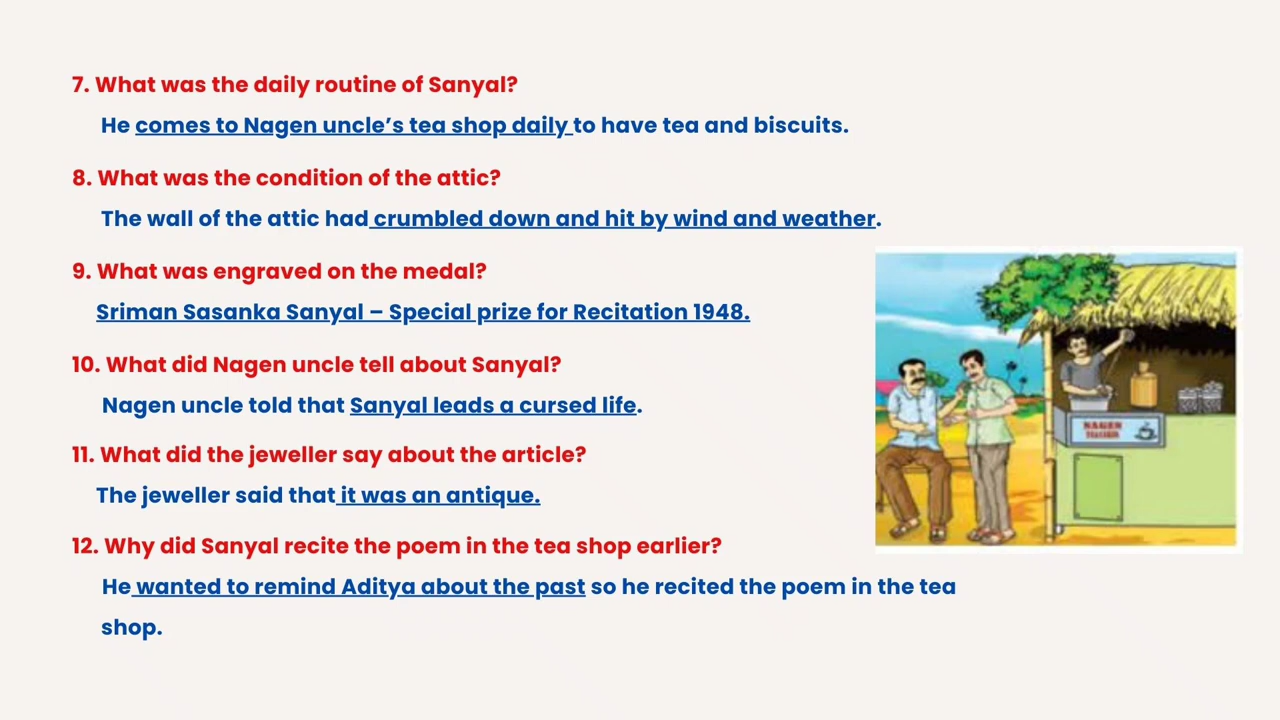 7. What was the daily routine of Sanyal?
He comes to Nagen uncle's tea shop daily to have tea and biscuits.
8. What was the condition of the attic?
The wall of the attic had crumbled down and hit by wind and weather.
9. What was engraved on the medal?
Sriman Sasanka Sanyal – Special prize for Recitation 1948.
10. What did Nagen uncle tell about Sanyal?
Nagen uncle told that Sanyal leads a cursed life.
11. What did the jeweller say about the article?
The jeweller said that it was an antique.
12. Why did Sanyal recite the poem in the tea shop earlier?
He wanted to remind Aditya about the past so he recited the poem in the tea
shop.
NAGEN